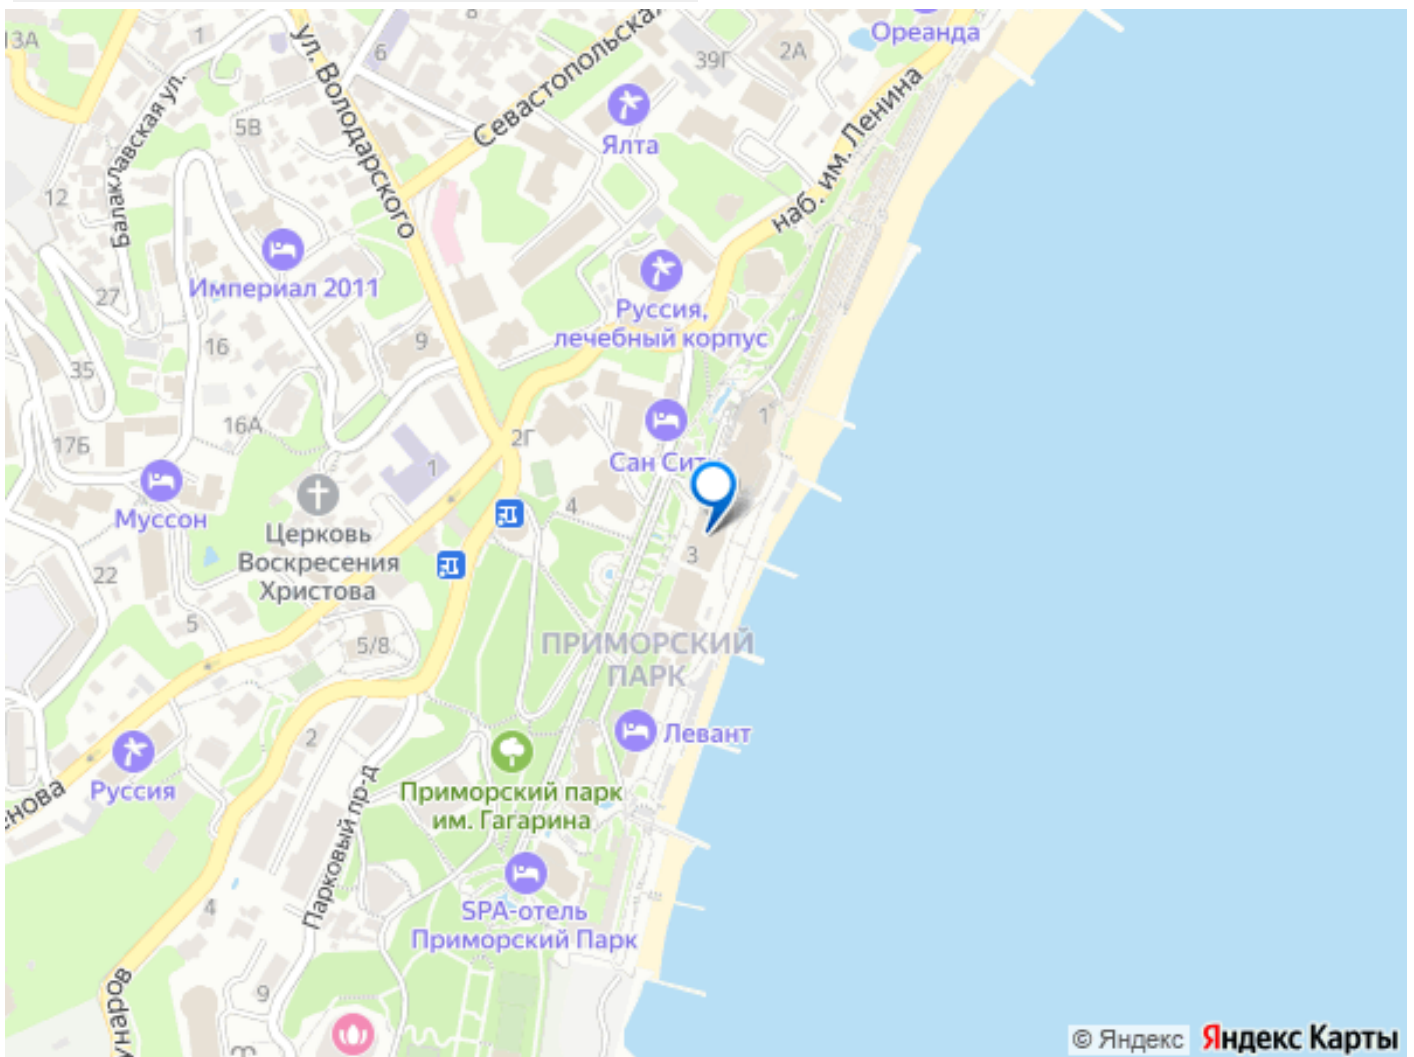 13А
1
6
ул. Володарского
Севастопольская
39Г
2А
Ореанда
Балаклавская ул.
5В
Ялта
наб. им. Ленина
12
Империал 2011
27
Руссия,
лечебный корпус
16
9
35
16А
1
2Г
17Б
1
Сан Сит
Муссон
4
Церковь
Воскресения
Христова
3
22
5
5/8
ПРИМОРСКИЙ
ПАРК
2
Левант
Руссия
Приморский парк
им. Гагарина
Парковый пр-д
SPA-отель
Приморский Парк
4
9
унаров
© Яндекс Яндекс Карты